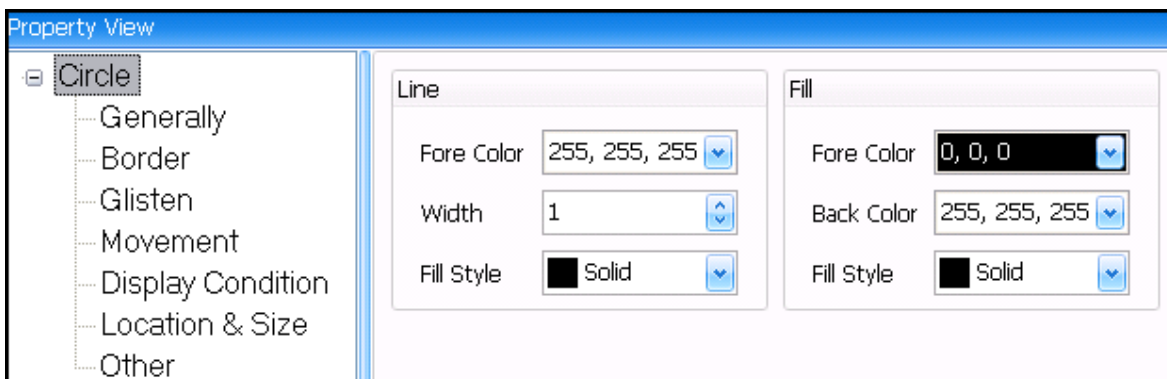 Property View
Circle
Generally
Border
Glisten
Movement
Display Condition
Location & Size
Other
Line
Fore Color 255, 255, 255
Width 1
Fill Style Solid
Fill
Fore Color 0, 0, 0
Back Color 255, 255, 255
Fill Style Solid